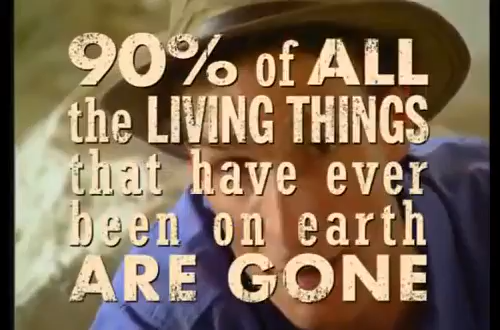 90% of ALL
the LIVING THINGS
that have ever
been on earth
ARE GONE